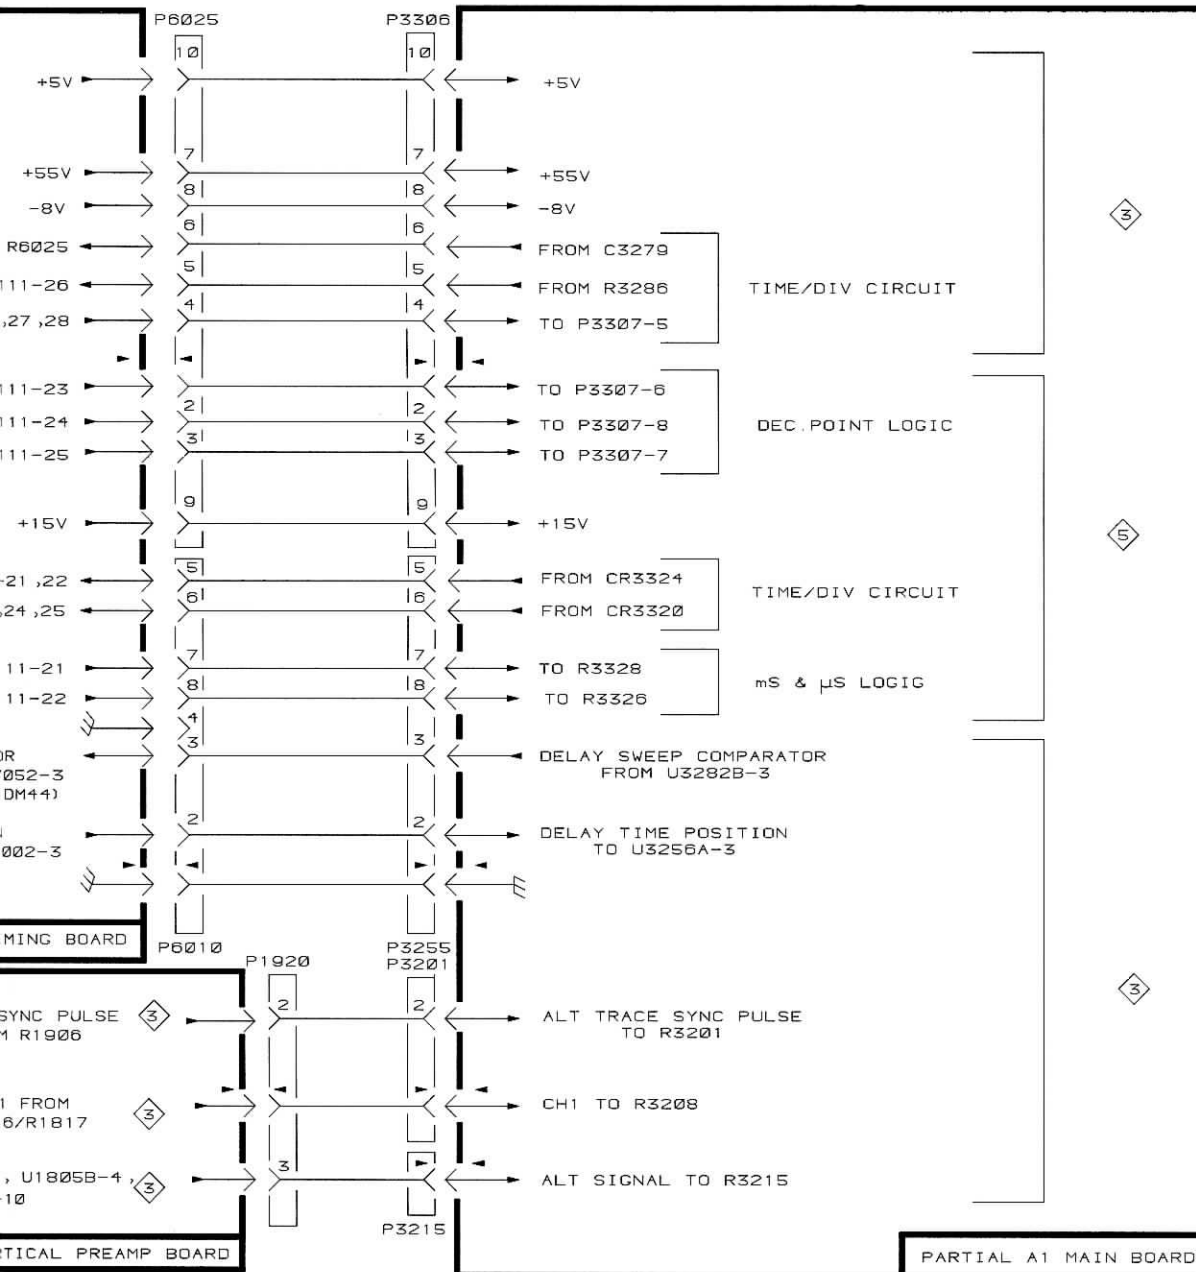 P6025 P3306
10 10
+5V +5V
7 7
+55V +55V
8 8
-8V -8V
3
6 6
R6025 FROM C3279
5 5
111-26 FROM R3286 TIME/DIV CIRCUIT
4 4
,27 ,28 TO P3307-5
111-23 TO P3307-6
2 2
111-24 TO P3307-8 DEC.POINT LOGIC
3 3
111-25 TO P3307-7
9 9
+15V +15V
5
5 5
-21 ,22 FROM CR3324
TIME/DIV CIRCUIT
6 6
,24 ,25 FROM CR3320
7 7
11-21 TO R3328
mS & µS LOGIG
8 8
11-22 TO R3326
4
3 3
OR DELAY SWEEP COMPARATOR
7052-3 FROM U3282B-3
DM44)
2 2
N DELAY TIME POSITION
002-3 TO U3256A-3
MING BOARD
P6010 P3255
P1920 P3201
3
2 2
SYNC PULSE 3 ALT TRACE SYNC PULSE
M R1906 TO R3201
1 FROM 3 CH1 TO R3208
6/R1817
3
, U1805B-4 , 3 ALT SIGNAL TO R3215
-10
P3215
RTICAL PREAMP BOARD
PARTIAL A1 MAIN BOARD